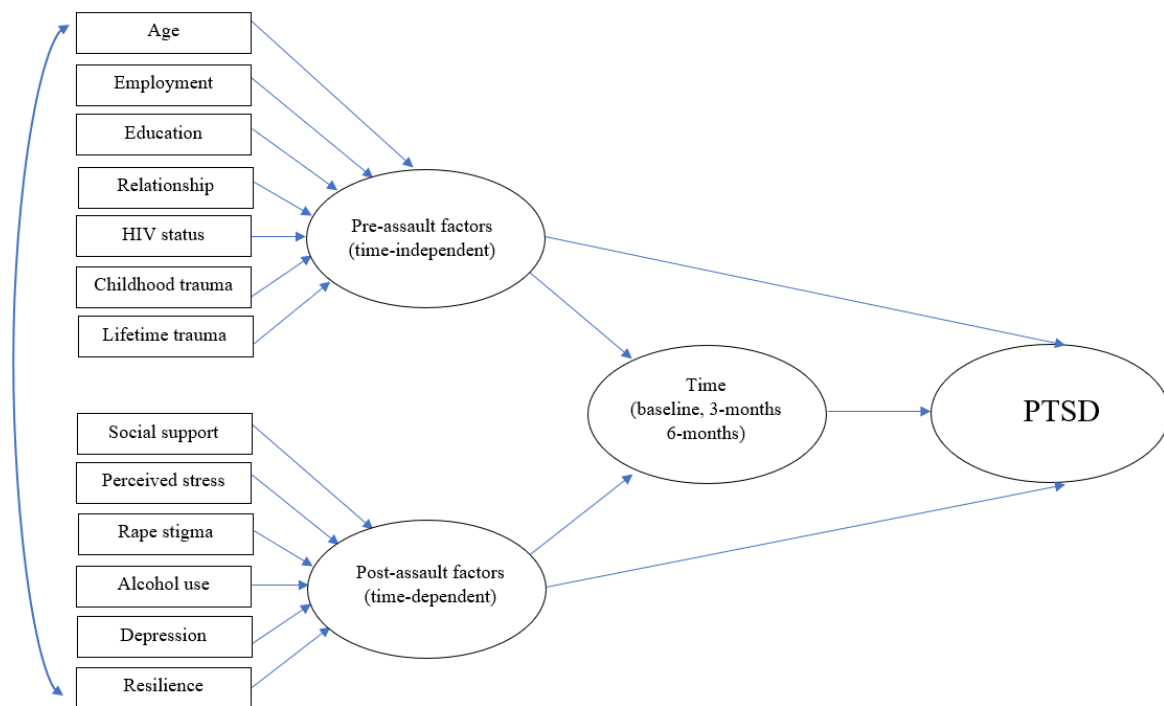 Age
Employment
Education
Relationship
HIV status
Childhood trauma
Lifetime trauma
Pre-assault factors
(time-independent)
Time
(baseline, 3-months
6-months)
PTSD
Social support
Perceived stress
Rape stigma
Alcohol use
Depression
Resilience
Post-assault factors
(time-dependent)